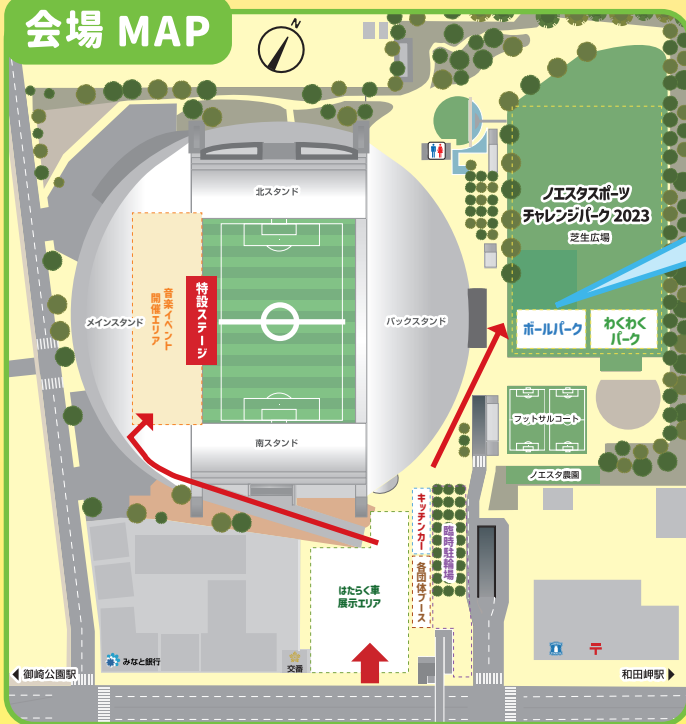 会場 MAP
N
北スタンド
ノエスタスポーツ
チャレンジパーク 2023
芝生広場
音楽イベント
開催エリア
特設ステージ
メインスタンド
バックスタンド
ボールパーク
わくわく
パーク
フットサルコート
南スタンド
ノエスタ農園
キッチンカー
臨時駐輪場
各団体ブース
はたらく車
展示エリア
みなと銀行
交番
御崎公園駅
和田岬駅